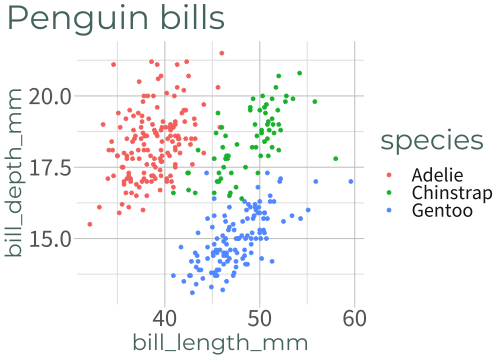 Penguin bills
bill_depth_mm
20.0
17.5
15.0
40 50 60
bill_length_mm
species
Adelie
Chinstrap
Gentoo